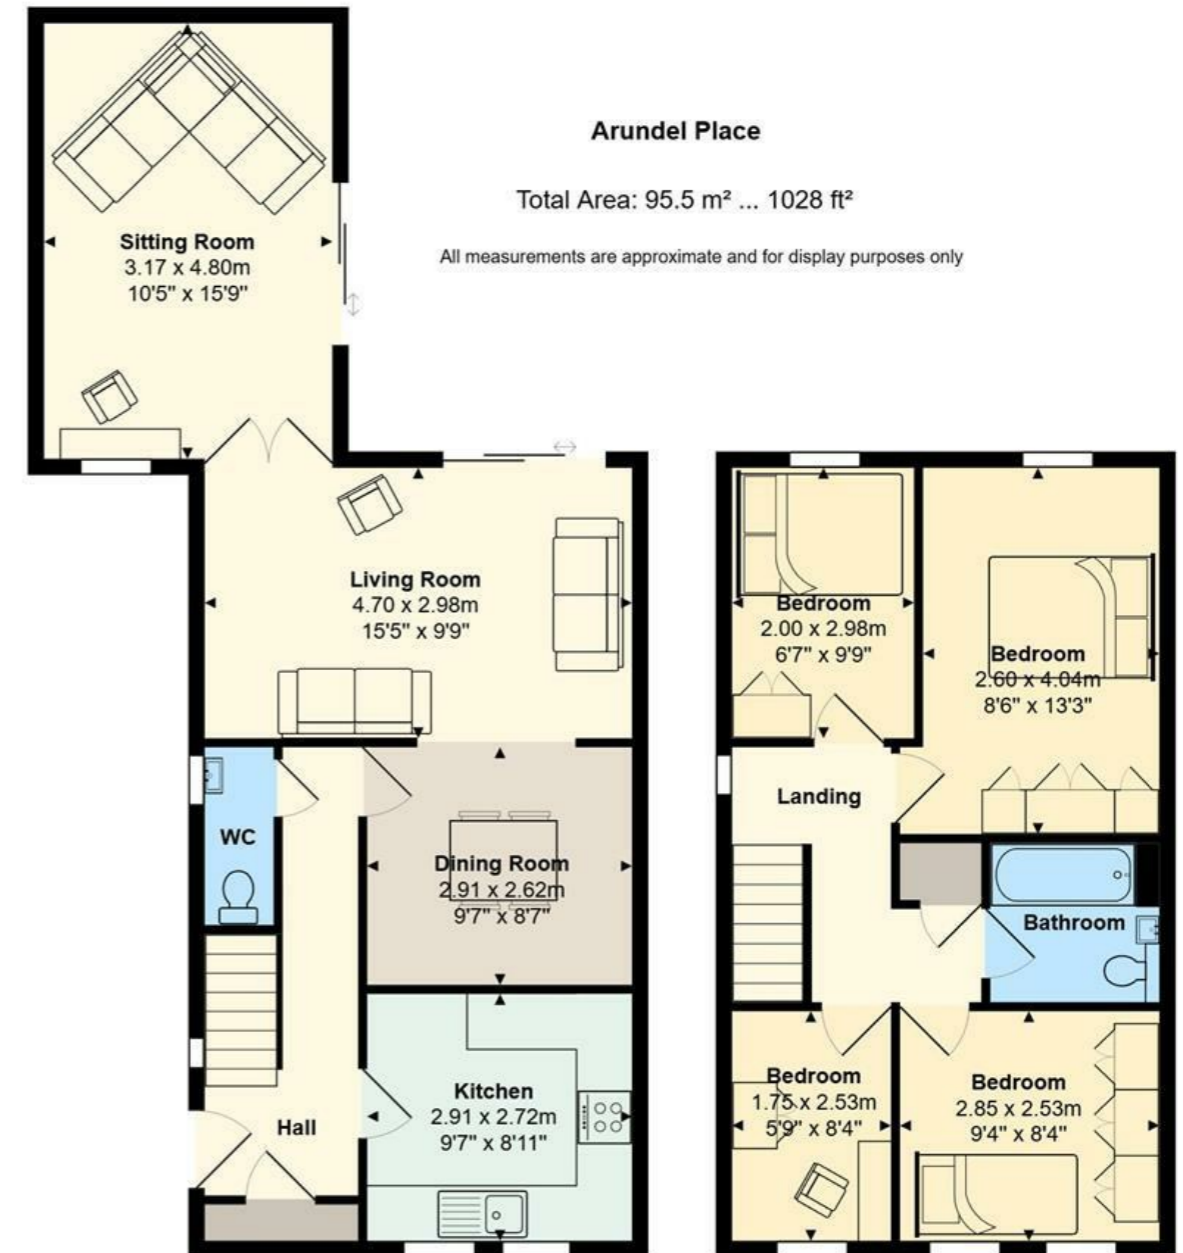 Arundel Place
Total Area: 95.5 m² ... 1028 ft²
All measurements are approximate and for display purposes only
Sitting Room
3.17 x 4.80m
10'5" x 15'9"
Living Room
4.70 x 2.98m
15'5" x 9'9"
WC
Dining Room
2.91 x 2.62m
9'7" x 8'7"
Kitchen
2.91 x 2.72m
9'7" x 8'11"
Hall
Bedroom
2.00 x 2.98m
6'7" x 9'9"
Bedroom
2.60 x 4.04m
8'6" x 13'3"
Landing
Bathroom
Bedroom
1.75 x 2.53m
5'9" x 8'4"
Bedroom
2.85 x 2.53m
9'4" x 8'4"